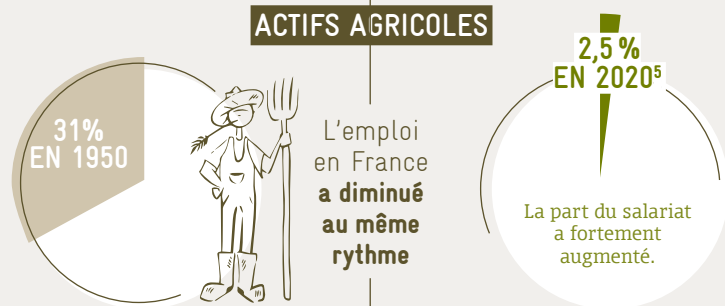 ACTIFS AGRICOLES
31%
EN 1950
L'emploi
en France
a diminué
au même
rythme
2,5 %
EN 2020⁵
La part du salariat
a fortement
augmenté.